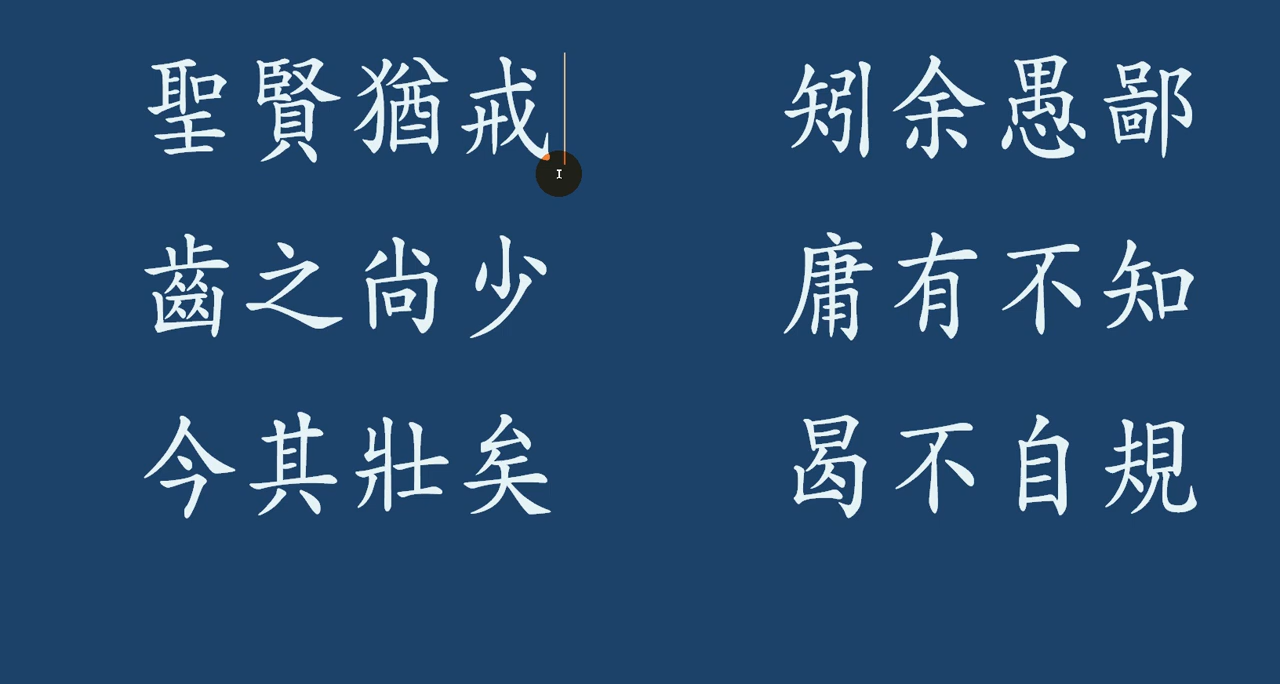 聖賢猶戒 矧余愚鄙
齒之尚少 庸有不知
今其壯矣 曷不自規